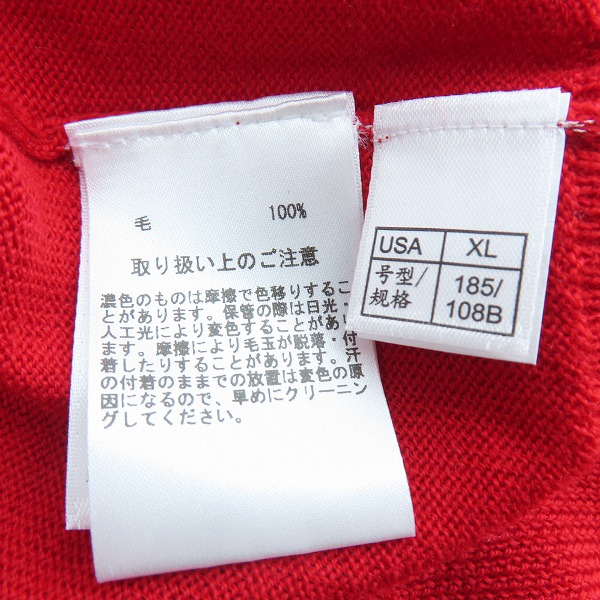 毛 100%
取り扱い上のご注意
濃色のものは摩擦で色移りするこ
とがあります。保管の際は日光・
人工光により変色することがあ
ます。摩擦により毛玉が脱落・付
着したりすることがあります。汗
の付着のままでの放置は変色の原
因になるので、早めにクリーニン
グしてください。
USA XL
号型/ 185/
规格 108B